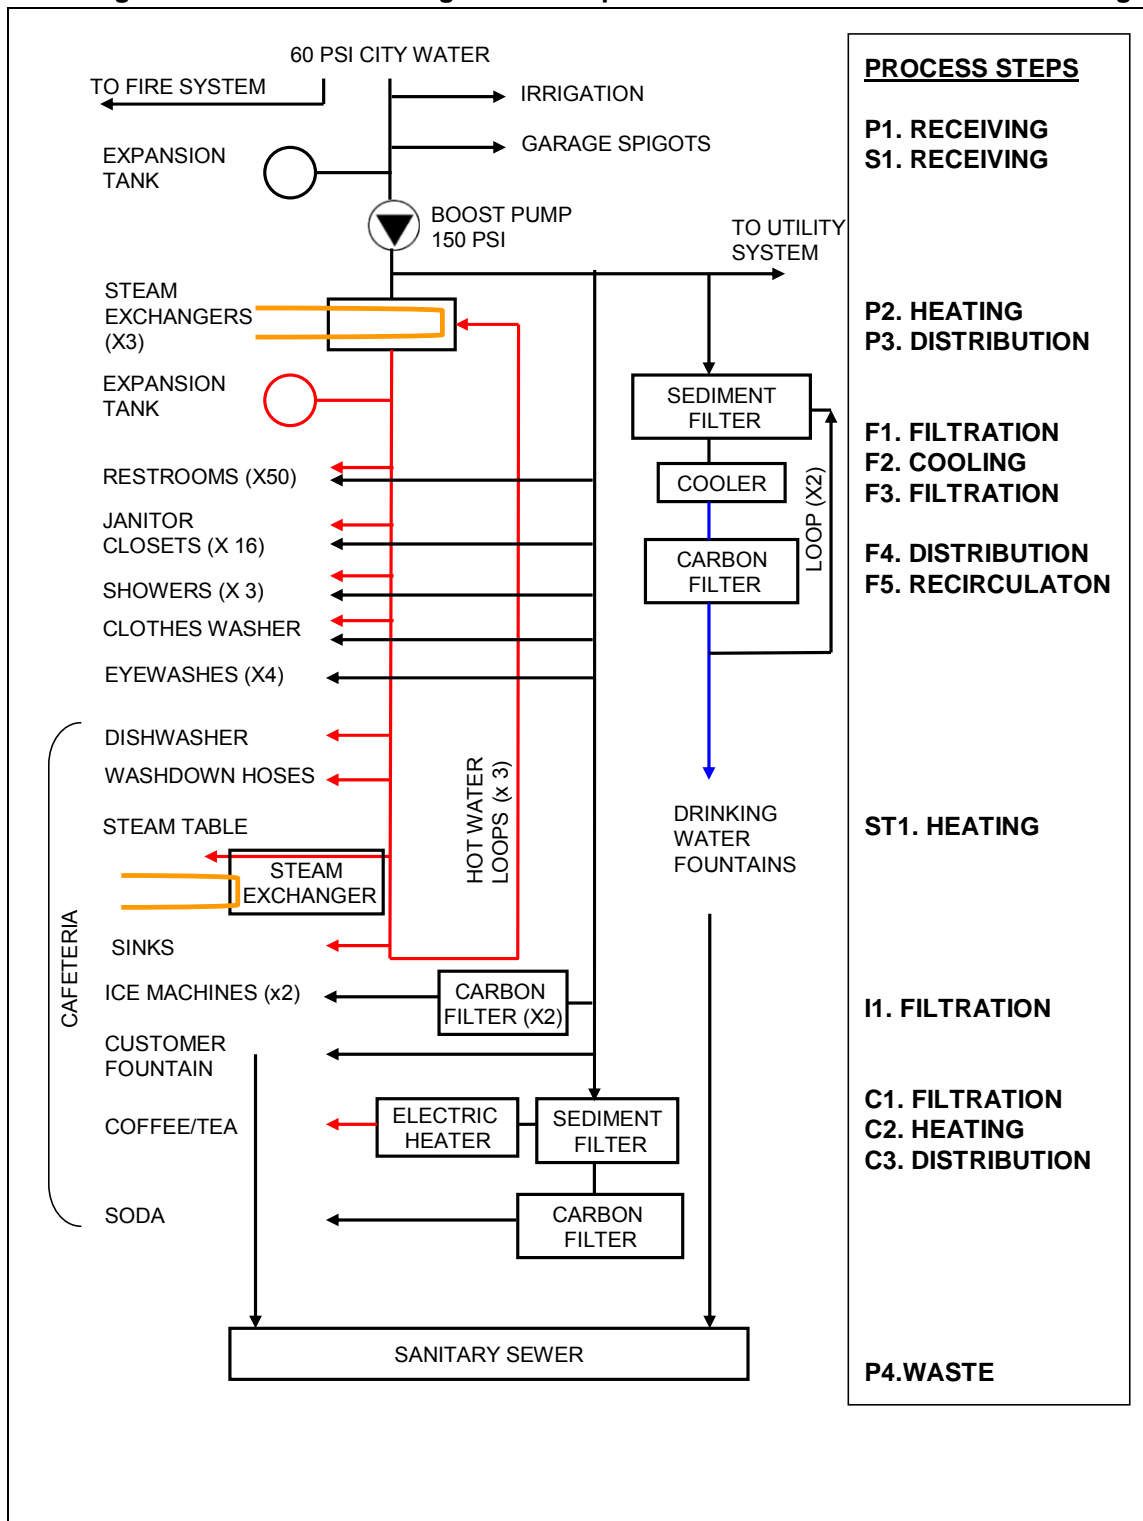 60 PSI CITY WATER
TO FIRE SYSTEM
IRRIGATION
GARAGE SPIGOTS
EXPANSION
TANK
BOOST PUMP
150 PSI
TO UTILITY
SYSTEM
STEAM
EXCHANGERS
(X3)
EXPANSION
TANK
SEDIMENT
FILTER
COOLER
CARBON
FILTER
LOOP (X2)
RESTROOMS (X50)
JANITOR
CLOSETS (X 16)
SHOWERS (X 3)
CLOTHES WASHER
EYEWASHES (X4)
DISHWASHER
WASHDOWN HOSES
HOT WATER
LOOPS (x 3)
DRINKING
WATER
FOUNTAINS
STEAM TABLE
STEAM
EXCHANGER
CAFETERIA
SINKS
ICE MACHINES (x2)
CARBON
FILTER (X2)
CUSTOMER
FOUNTAIN
COFFEE/TEA
ELECTRIC
HEATER
SEDIMENT
FILTER
SODA
CARBON
FILTER
SANITARY SEWER
PROCESS STEPS
P1. RECEIVING
S1. RECEIVING
P2. HEATING
P3. DISTRIBUTION
F1. FILTRATION
F2. COOLING
F3. FILTRATION
F4. DISTRIBUTION
F5. RECIRCULATON
ST1. HEATING
I1. FILTRATION
C1. FILTRATION
C2. HEATING
C3. DISTRIBUTION
P4.WASTE